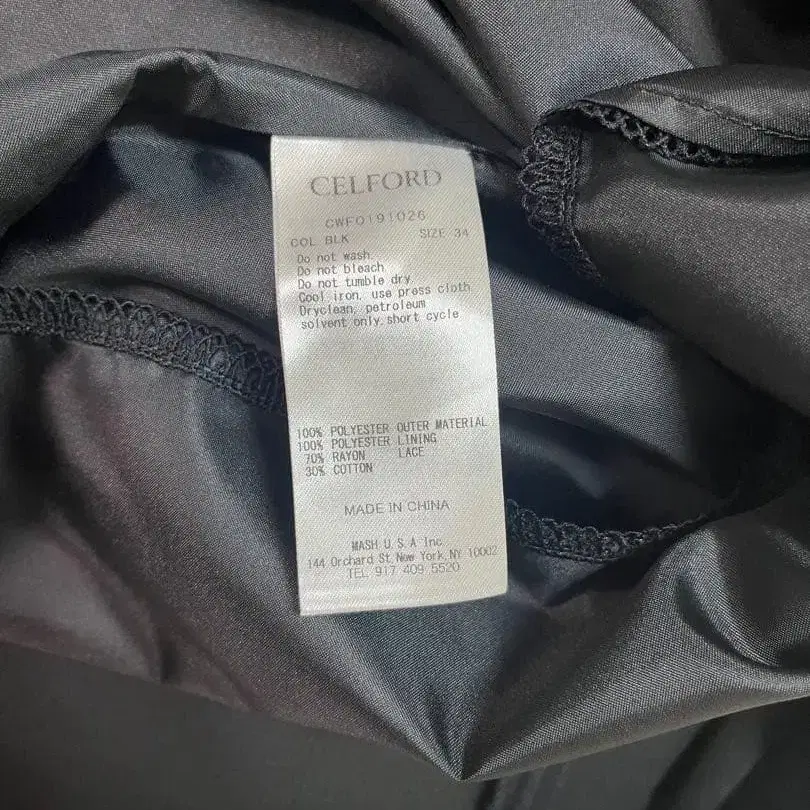 CELFORD
CWFO191026
COL BLK SIZE 34
Do not wash.
Do not bleach
Do not tumble dry
Cool iron, use press cloth
Dryclean, petroleum
solvent only.short cycle
100% POLYESTER OUTER MATERIAL
100% POLYESTER LINING
70% RAYON LACE
30% COTTON
MADE IN CHINA
MASH U.S.A Inc.
144 Orchard St.New York.NY 10002
TEL 917 409 5520